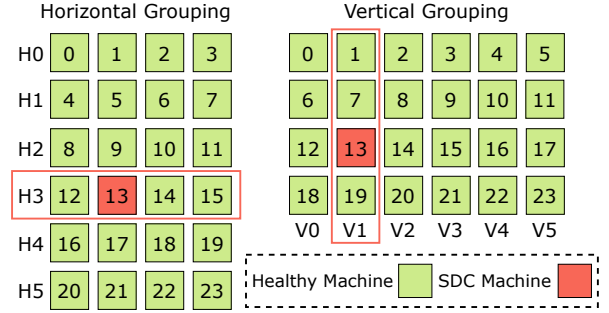 Horizontal Grouping
H0 0 1 2 3
H1 4 5 6 7
H2 8 9 10 11
H3 12 13 14 15
H4 16 17 18 19
H5 20 21 22 23
Vertical Grouping
0 1 2 3 4 5
6 7 8 9 10 11
12 13 14 15 16 17
18 19 20 21 22 23
V0 V1 V2 V3 V4 V5
Healthy Machine SDC Machine